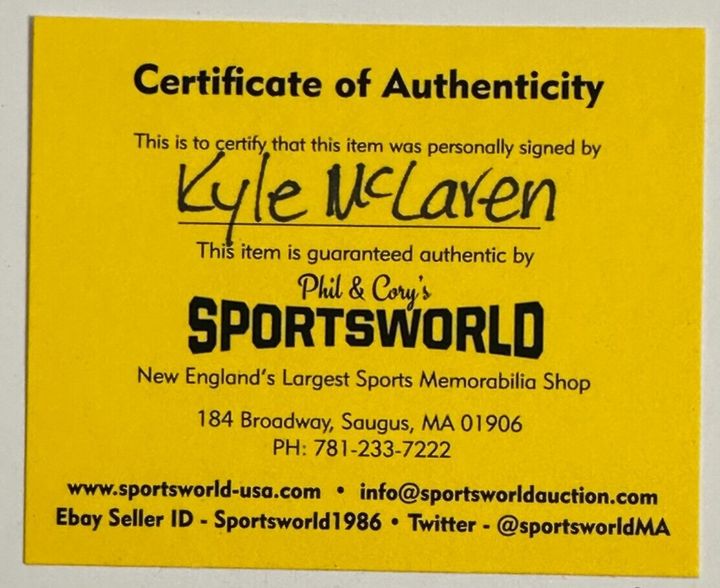 Certificate of Authenticity
This is to certify that this item was personally signed by
Kyle McLaren
This item is guaranteed authentic by
Phil & Cory's
SPORTSWORLD
New England's Largest Sports Memorabilia Shop
184 Broadway, Saugus, MA 01906
PH: 781-233-7222
www.sportsworld-usa.com • info@sportsworldauction.com
Ebay Seller ID - Sportsworld1986 • Twitter - @sportsworldMA